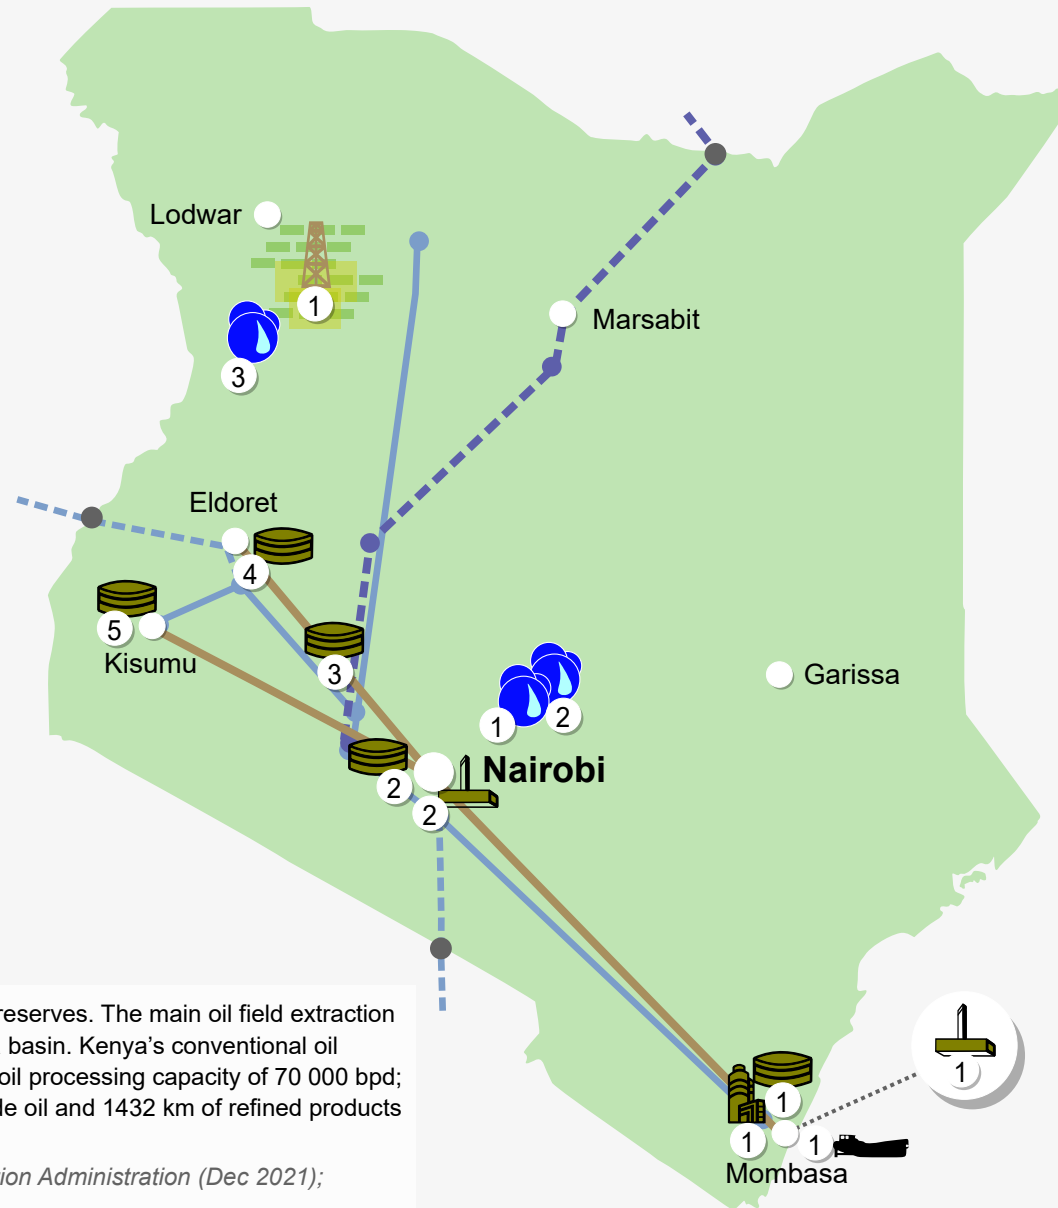 Lodwar
1
Marsabit
3
Eldoret
4
5
Kisumu
3
Garissa
1
2
Nairobi
2
2
reserves. The main oil field extraction
basin. Kenya’s conventional oil
oil processing capacity of 70 000 bpd;
le oil and 1432 km of refined products
tion Administration (Dec 2021);
1
1
1
1
Mombasa